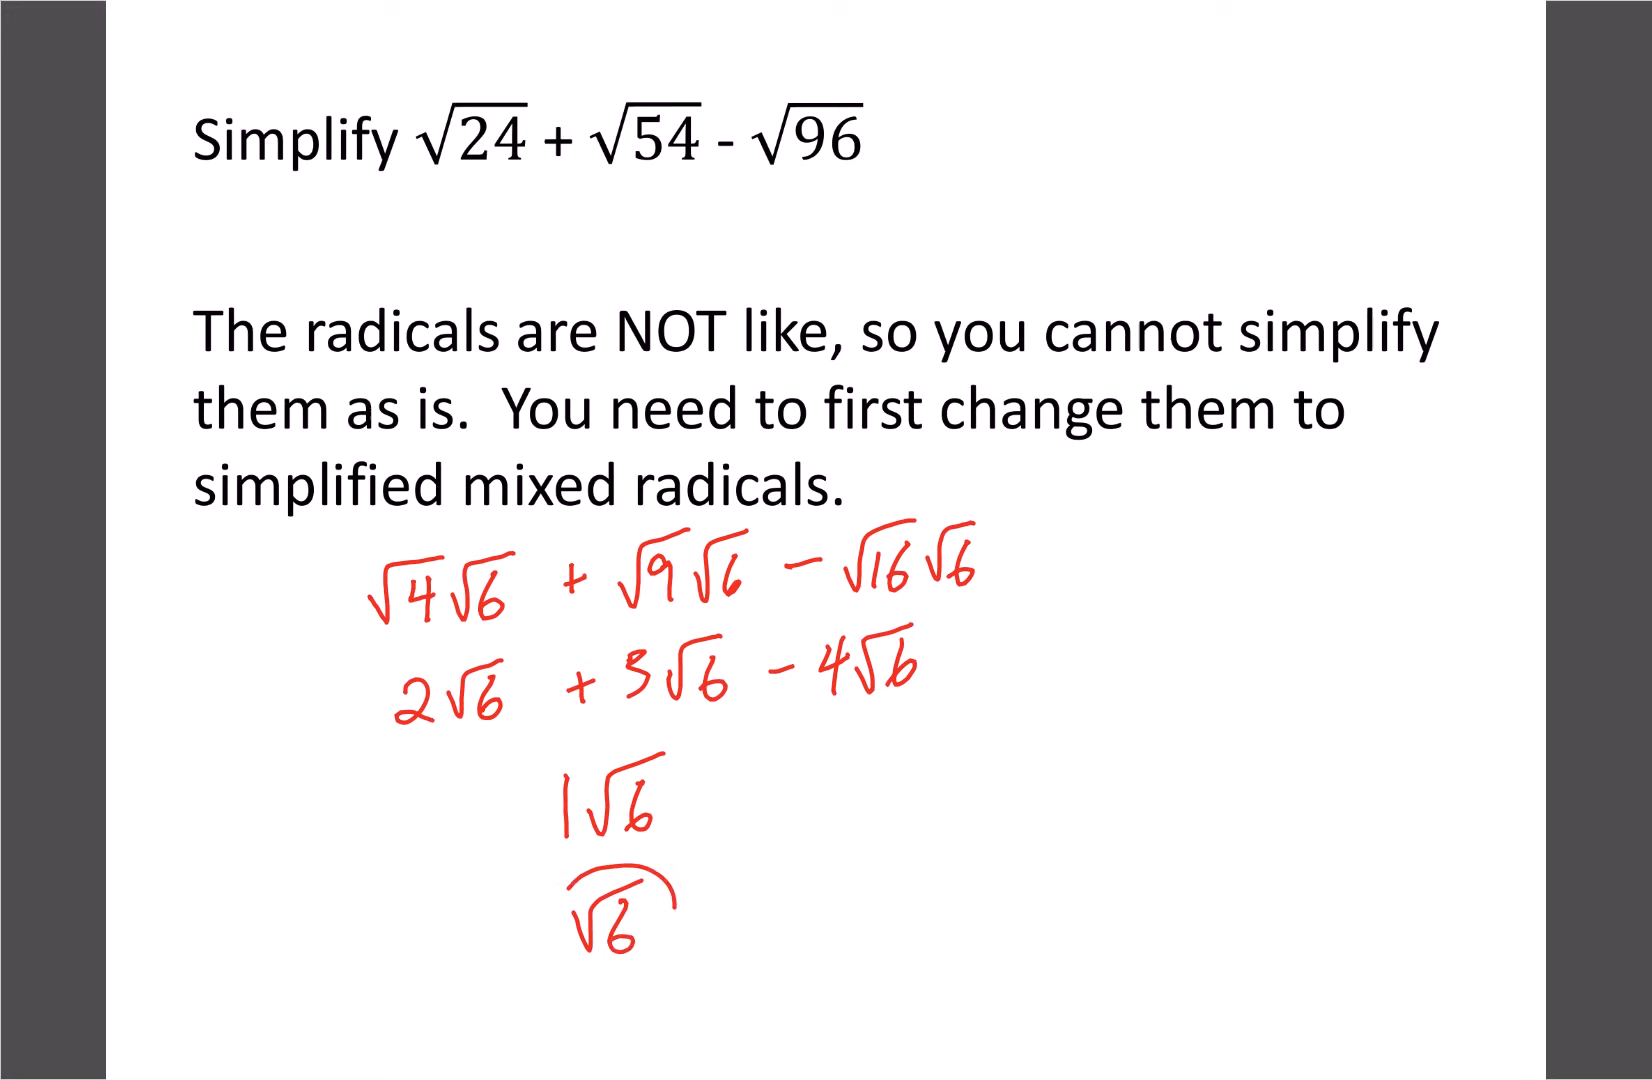 Simplify √24 + √54 - √96
The radicals are NOT like, so you cannot simplify
them as is.  You need to first change them to
simplified mixed radicals.
√4√6 + √9√6 - √16√6
2√6 + 3√6 - 4√6
1√6
√6